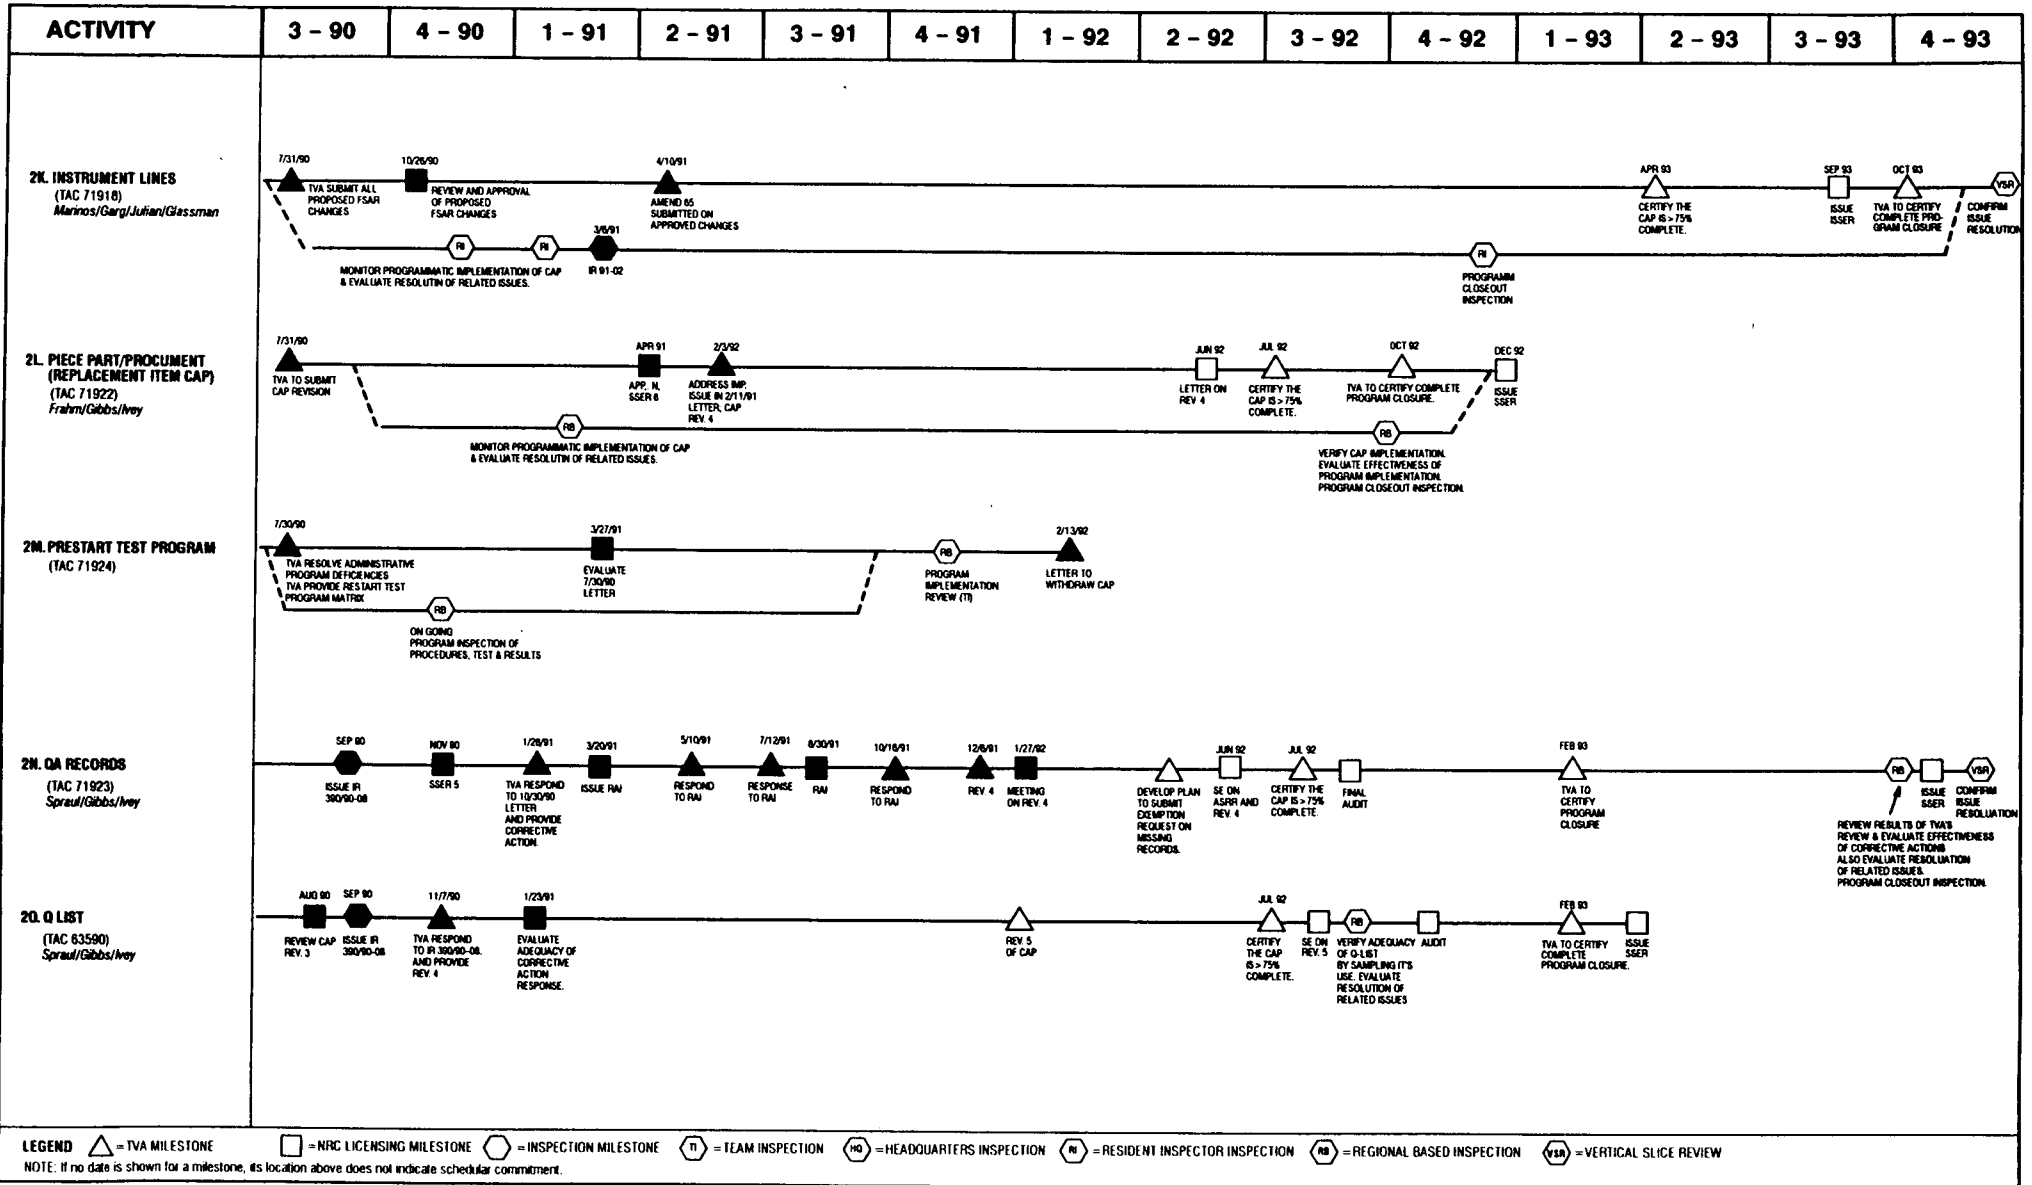 ACTIVITY 3 – 90 4 – 90 1 – 91 2 – 91 3 – 91 4 – 91 1 – 92 2 – 92 3 – 92 4 – 92 1 – 93 2 – 93 3 – 93 4 – 93
2K. INSTRUMENT LINES
(TAC 71918)
Marinos/Garg/Julian/Glassman
7/31/90
TVA SUBMIT ALL
PROPOSED FSAR
CHANGES
10/26/90
REVIEW AND APPROVAL
OF PROPOSED
FSAR CHANGES
4/10/91
AMEND 65
SUBMITTED ON
APPROVED CHANGES
APR 93
CERTIFY THE
CAP IS > 75%
COMPLETE.
SEP 93
ISSUE
ISSER
OCT 93
TVA TO CERTIFY
COMPLETE PRO-
GRAM CLOSURE
VSR
CONFIRM
ISSUE
RESOLUTION
RI
RI
MONITOR PROGRAMMATIC IMPLEMENTATION OF CAP
& EVALUATE RESOLUTIN OF RELATED ISSUES.
3/6/91
IR 91-02
RI
PROGRAMM
CLOSEOUT
INSPECTION
2L. PIECE PART/PROCUMENT
(REPLACEMENT ITEM CAP)
(TAC 71922)
Frahm/Gibbs/Ivey
7/31/90
TVA TO SUBMIT
CAP REVISION
APR 91
APP. N,
SSER 6
2/3/92
ADDRESS IMP.
ISSUE IN 2/11/91
LETTER, CAP
REV. 4
JUN 92
LETTER ON
REV. 4
JUL 92
CERTIFY THE
CAP IS > 75%
COMPLETE.
OCT 92
TVA TO CERTIFY COMPLETE
PROGRAM CLOSURE.
DEC 92
ISSUE
SSER
RB
MONITOR PROGRAMMATIC IMPLEMENTATION OF CAP
& EVALUATE RESOLUTIN OF RELATED ISSUES.
RB
VERIFY CAP IMPLEMENTATION.
EVALUATE EFFECTIVENESS OF
PROGRAM IMPLEMENTATION.
PROGRAM CLOSEOUT INSPECTION.
2M. PRESTART TEST PROGRAM
(TAC 71924)
7/30/90
TVA RESOLVE ADMINISTRATIVE
PROGRAM DEFICIENCIES
TVA PROVIDE RESTART TEST
PROGRAM MATRIX
3/27/91
EVALUATE
7/30/90
LETTER
RB
PROGRAM
IMPLEMENTATION
REVIEW (TI)
2/13/92
LETTER TO
WITHDRAW CAP
RB
ON GOING
PROGRAM INSPECTION OF
PROCEDURES, TEST & RESULTS
2N. QA RECORDS
(TAC 71923)
Spraul/Gibbs/Ivey
SEP 90
ISSUE IR
390/90-08
NOV 90
SSER 5
1/28/91
TVA RESPOND
TO 10/30/90
LETTER
AND PROVIDE
CORRECTIVE
ACTION.
3/20/91
ISSUE RAI
5/10/91
RESPOND
TO RAI
7/12/91
RESPONSE
TO RAI
8/30/91
RAI
10/16/91
RESPOND
TO RAI
12/6/91
REV. 4
1/27/92
MEETING
ON REV. 4
DEVELOP PLAN
TO SUBMIT
EXEMPTION
REQUEST ON
MISSING
RECORDS.
JUN 92
SE ON
ASRR AND
REV. 4
JUL 92
CERTIFY THE
CAP IS > 75%
COMPLETE.
FINAL
AUDIT
FEB 93
TVA TO
CERTIFY
PROGRAM
CLOSURE
RB
REVIEW RESULTS OF TVA'S
REVIEW & EVALUATE EFFECTIVENESS
OF CORRECTIVE ACTIONS
ALSO EVALUATE RESOLUATION
OF RELATED ISSUES.
PROGRAM CLOSEOUT INSPECTION.
ISSUE
SSER
VSR
CONFIRM
ISSUE
RESOLUATION
2O. Q LIST
(TAC 63590)
Spraul/Gibbs/Ivey
AUG 90
REVIEW CAP
REV. 3
SEP 90
ISSUE IR
390/90-08
11/7/90
TVA RESPOND
TO IR 390/90-08.
AND PROVIDE
REV. 4
1/23/91
EVALUATE
ADEQUACY OF
CORRECTIVE
ACTION
RESPONSE.
REV. 5
OF CAP
JUL 92
CERTIFY
THE CAP
IS > 75%
COMPLETE.
SE ON
REV. 5
RB
VERIFY ADEQUACY
OF Q-LIST
BY SAMPLING IT'S
USE. EVALUATE
RESOLUTION OF
RELATED ISSUES
AUDIT
FEB 93
TVA TO CERTIFY
COMPLETE
PROGRAM CLOSURE.
ISSUE
SSER
LEGEND = TVA MILESTONE =NRC LICENSING MILESTONE = INSPECTION MILESTONE TI = TEAM INSPECTION HQ = HEADQUARTERS INSPECTION RI = RESIDENT INSPECTOR INSPECTION RB = REGIONAL BASED INSPECTION VSR = VERTICAL SLICE REVIEW
NOTE: If no date is shown for a milestone, its location above does not indicate schedular commitment.